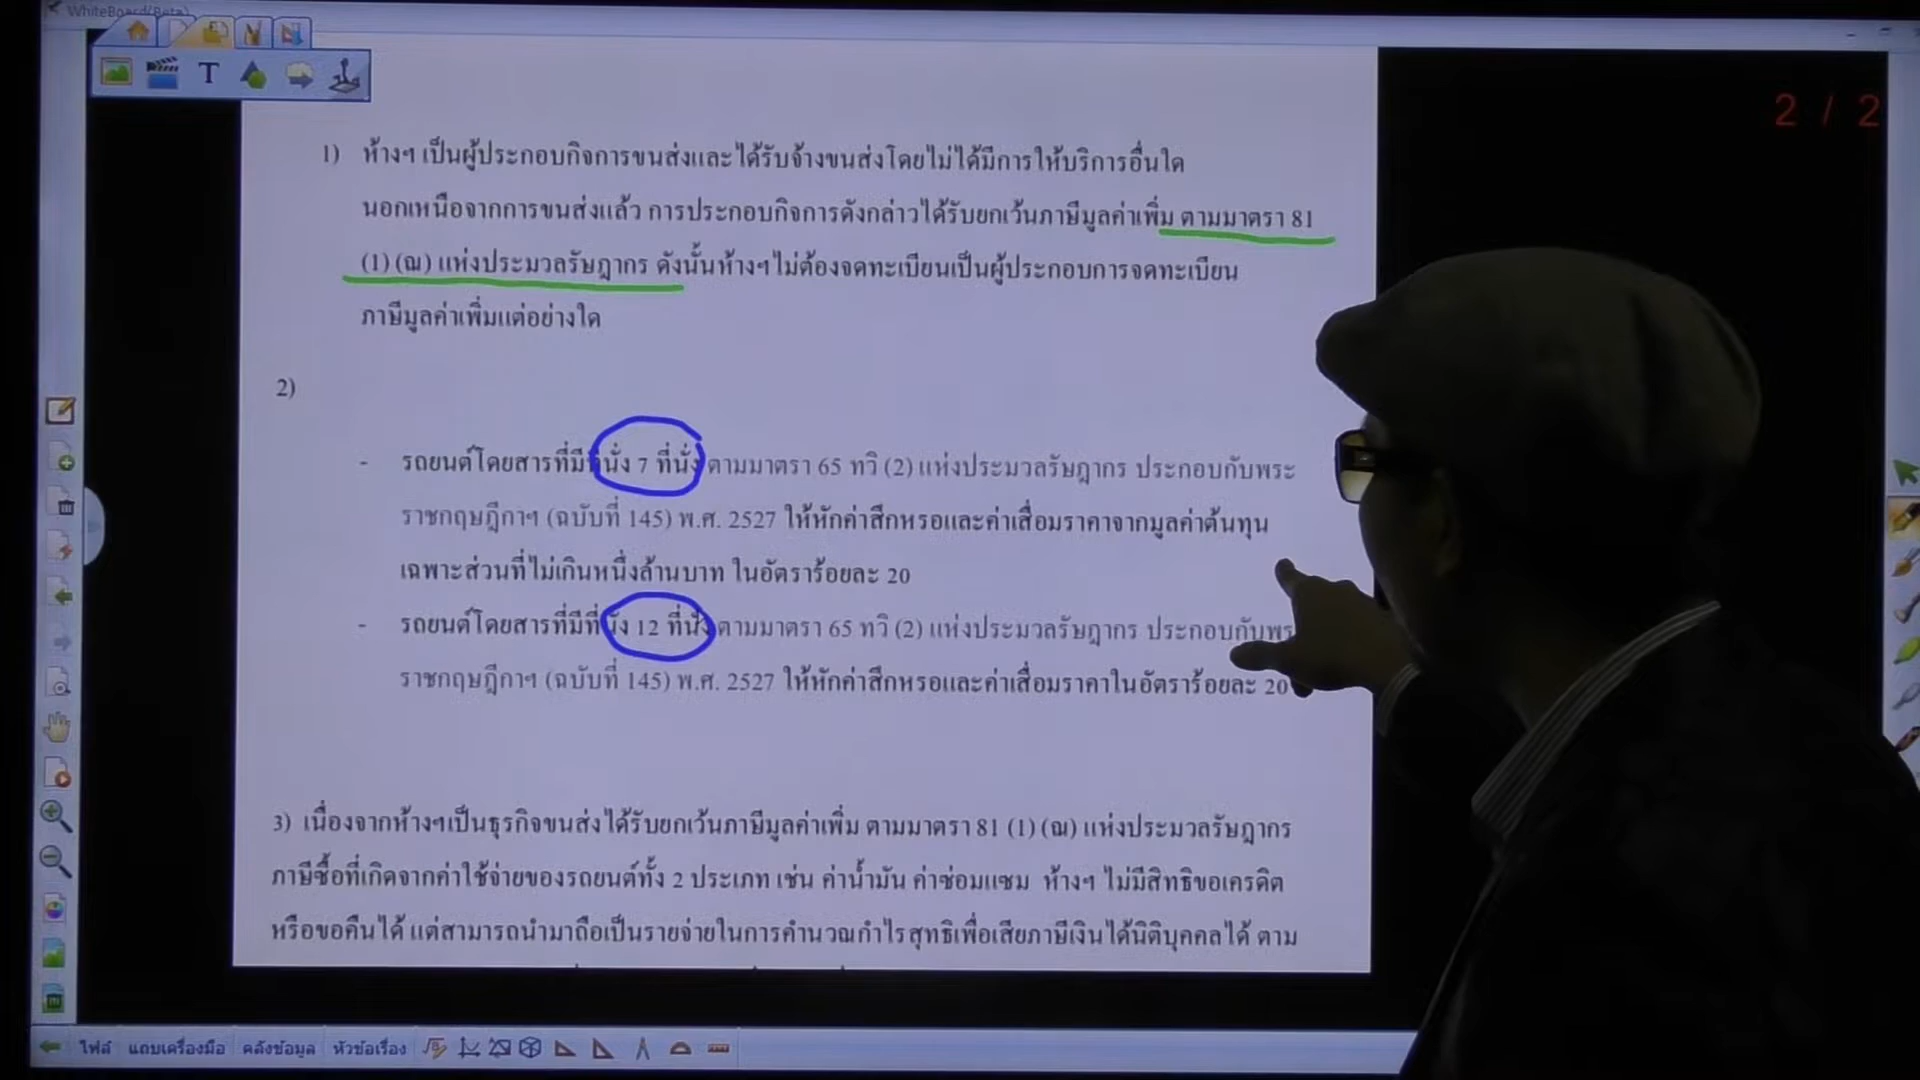 WhiteBoard(Beta)
T
2 / 2
1) ห้างฯ เป็นผู้ประกอบกิจการขนส่งและได้รับจ้างขนส่งโดยไม่ได้มีการให้บริการอื่นใด
นอกเหนือจากการขนส่งแล้ว การประกอบกิจการดังกล่าวได้รับยกเว้นภาษีมูลค่าเพิ่ม ตามมาตรา 81
(1) (ณ) แห่งประมวลรัษฎากร ดังนั้นห้างฯ ไม่ต้องจดทะเบียนเป็นผู้ประกอบการจดทะเบียน
ภาษีมูลค่าเพิ่มแต่อย่างใด
2)
- รถยนต์โดยสารที่มีที่นั่ง 7 ที่นั่ง ตามมาตรา 65 ทวิ (2) แห่งประมวลรัษฎากร ประกอบกับพระ
ราชกฤษฎีกาฯ (ฉบับที่ 145) พ.ศ. 2527 ให้หักค่าสึกหรอและค่าเสื่อมราคาจากมูลค่าต้นทุน
เฉพาะส่วนที่ไม่เกินหนึ่งล้านบาท ในอัตราร้อยละ 20
- รถยนต์โดยสารที่มีที่นั่ง 12 ที่นั่ง ตามมาตรา 65 ทวิ (2) แห่งประมวลรัษฎากร ประกอบกับพระ
ราชกฤษฎีกาฯ (ฉบับที่ 145) พ.ศ. 2527 ให้หักค่าสึกหรอและค่าเสื่อมราคาในอัตราร้อยละ 20
3) เนื่องจากห้างฯเป็นธุรกิจขนส่งได้รับยกเว้นภาษีมูลค่าเพิ่ม ตามมาตรา 81 (1) (ณ) แห่งประมวลรัษฎากร
ภาษีซื้อที่เกิดจากค่าใช้จ่ายของรถยนต์ทั้ง 2 ประเภท เช่น ค่าน้ำมัน ค่าซ่อมแซม ห้างฯ ไม่มีสิทธิขอเครดิต
หรือขอคืนได้ แต่สามารถนำมาถือเป็นรายจ่ายในการคำนวณกำไรสุทธิเพื่อเสียภาษีเงินได้นิติบุคคลได้ ตาม
ไฟล์ แถบเครื่องมือ คลังข้อมูล หัวข้อเรื่อง